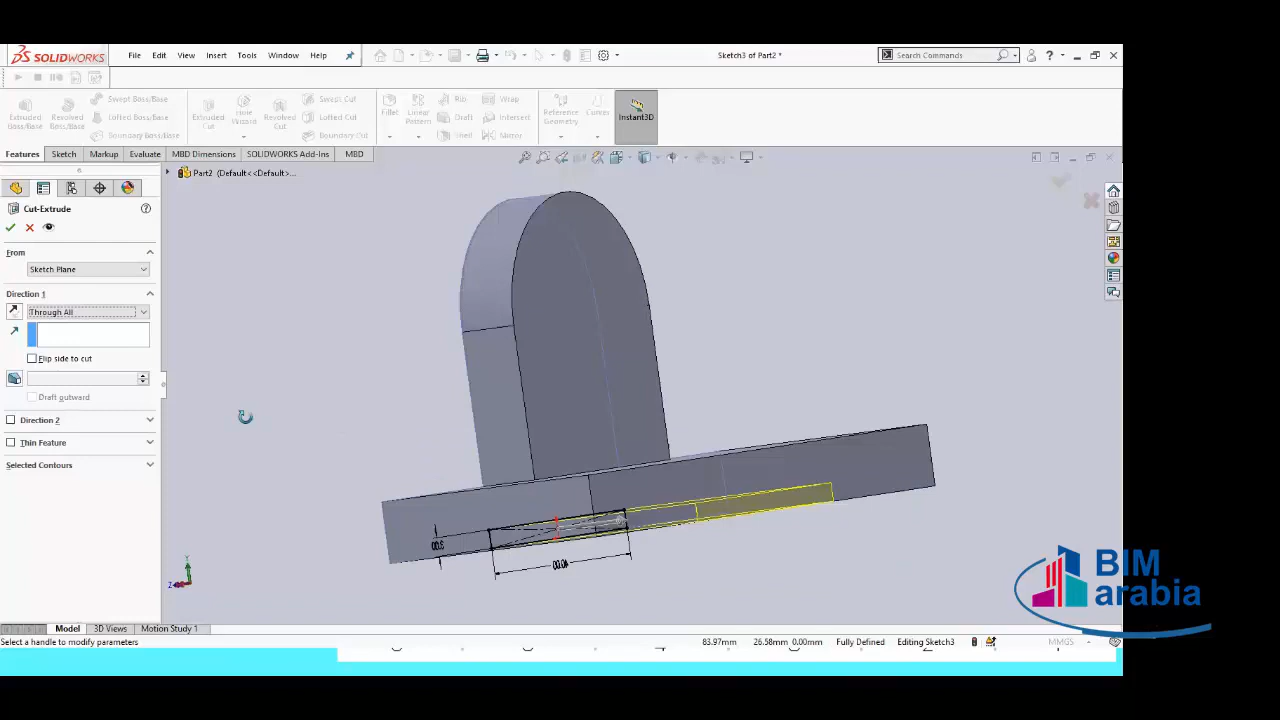 SOLIDWORKS File Edit View Insert Tools Window Help Sketch3 of Part2 * Search Commands ?
Extruded Boss/Base Revolved Boss/Base Swept Boss/Base Lofted Boss/Base Boundary Boss/Base Extruded Cut Hole Wizard Revolved Cut Swept Cut Lofted Cut Boundary Cut Fillet Linear Pattern Rib Draft Shell Wrap Intersect Mirror Reference Geometry Curves Instant3D
Features Sketch Markup Evaluate MBD Dimensions SOLIDWORKS Add-Ins MBD
Part2 (Default<<Default>...
Cut-Extrude
From
Sketch Plane
Direction 1
Through All
Flip side to cut
Draft outward
Direction 2
Thin Feature
Selected Contours
40.00
Y
Z
BIM
arabia
Model 3D Views Motion Study 1
Select a handle to modify parameters 83.97mm 26.58mm 0.00mm Fully Defined Editing Sketch3 MMGS